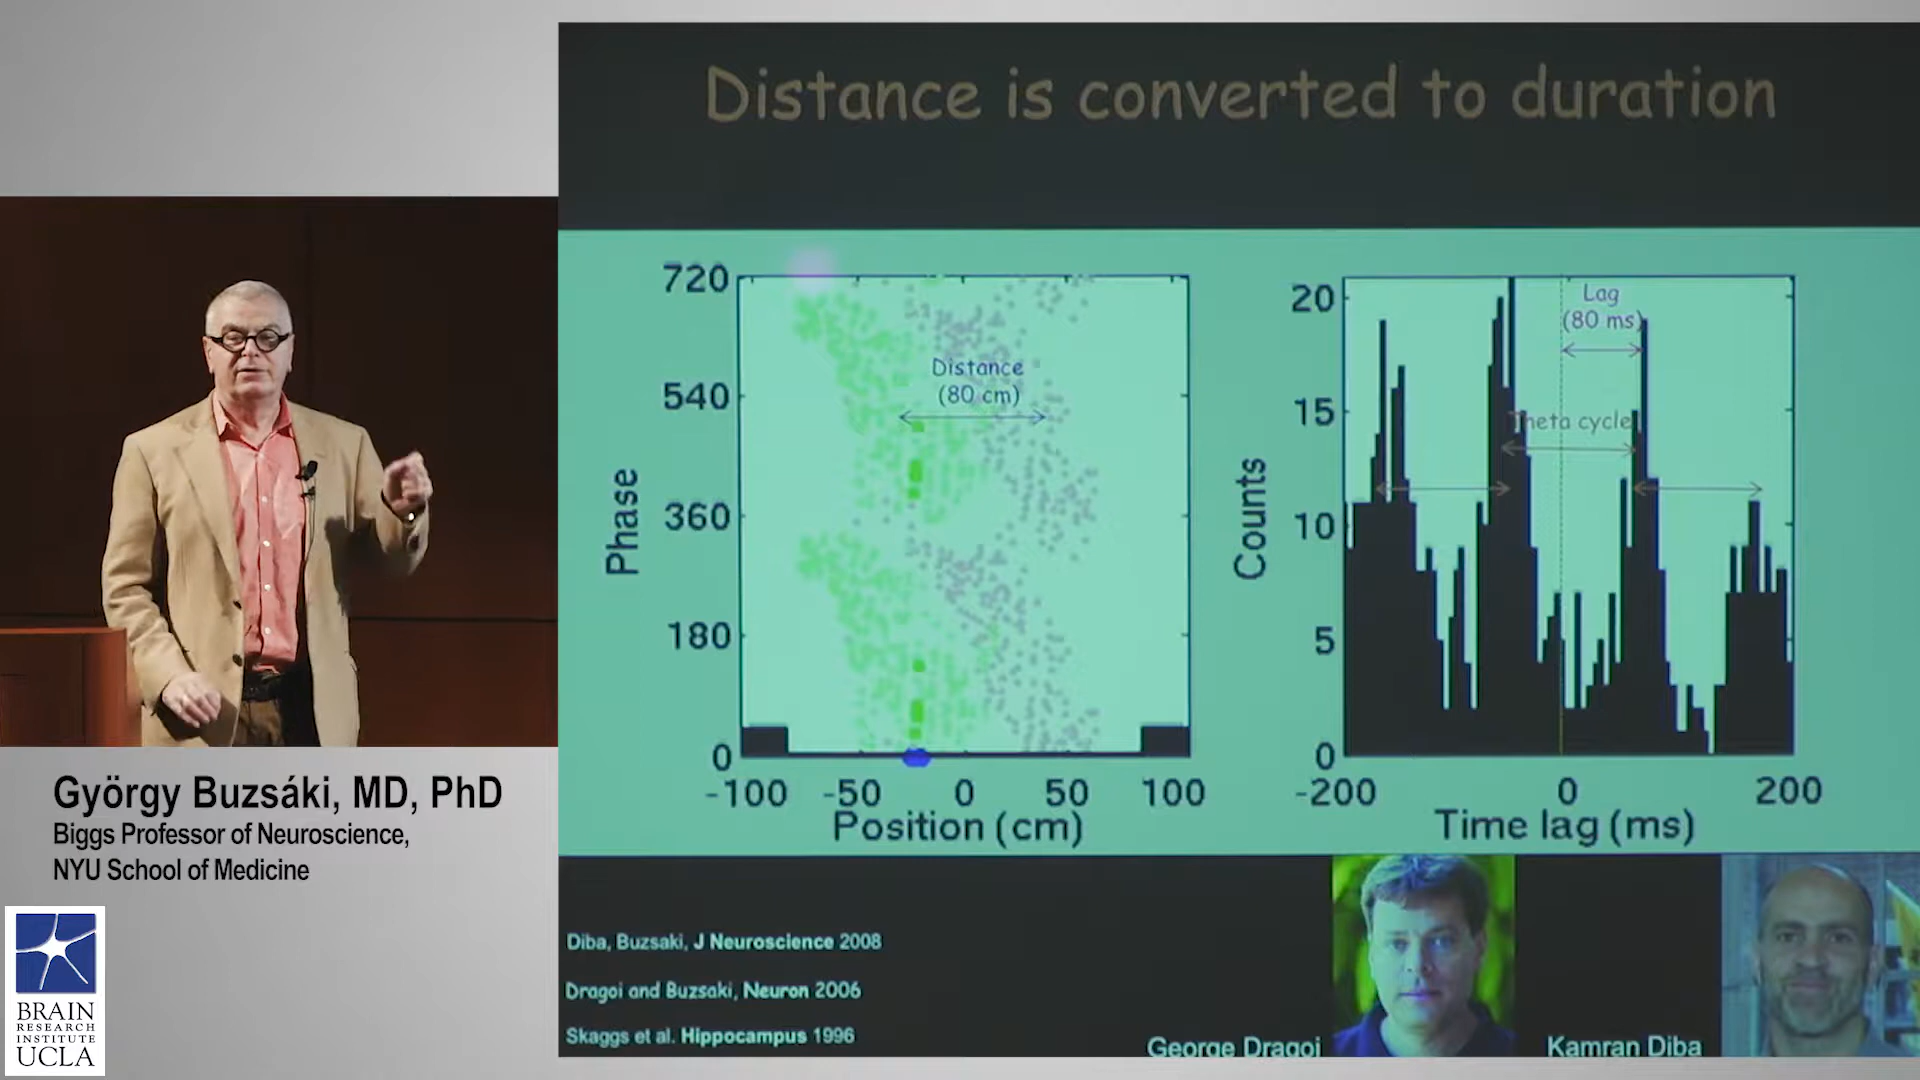 Distance is converted to duration
720
540
360
180
0
Phase
-100
-50
0
50
100
Position (cm)
Distance
(80 cm)
20
15
10
5
0
Counts
-200
0
200
Time lag (ms)
Lag
(80 ms)
Theta cycle
György Buzsáki, MD, PhD
Biggs Professor of Neuroscience,
NYU School of Medicine
BRAIN
RESEARCH
INSTITUTE
UCLA
Diba, Buzsaki, J Neuroscience 2008
Dragoi and Buzsaki, Neuron 2006
Skaggs et al. Hippocampus 1996
George Dragoi
Kamran Diba